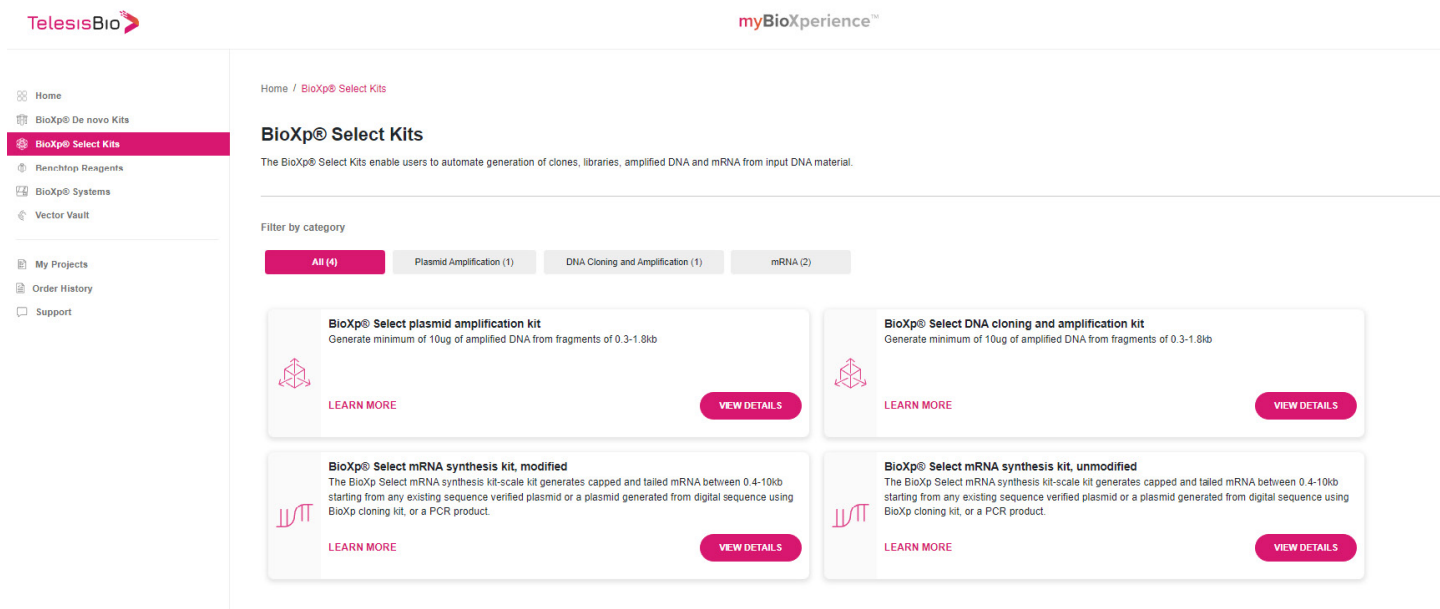 TelesisBio
myBioXperience™
Home
BioXp® De novo Kits
BioXp® Select Kits
Benchtop Reagents
BioXp® Systems
Vector Vault
My Projects
Order History
Support
Home / BioXp® Select Kits
BioXp® Select Kits
The BioXp® Select Kits enable users to automate generation of clones, libraries, amplified DNA and mRNA from input DNA material.
Filter by category
All (4)
Plasmid Amplification (1)
DNA Cloning and Amplification (1)
mRNA (2)
BioXp® Select plasmid amplification kit
Generate minimum of 10ug of amplified DNA from fragments of 0.3-1.8kb
LEARN MORE
VIEW DETAILS
BioXp® Select DNA cloning and amplification kit
Generate minimum of 10ug of amplified DNA from fragments of 0.3-1.8kb
LEARN MORE
VIEW DETAILS
BioXp® Select mRNA synthesis kit, modified
The BioXp Select mRNA synthesis kit-scale kit generates capped and tailed mRNA between 0.4-10kb
starting from any existing sequence verified plasmid or a plasmid generated from digital sequence using
BioXp cloning kit, or a PCR product.
LEARN MORE
VIEW DETAILS
BioXp® Select mRNA synthesis kit, unmodified
The BioXp Select mRNA synthesis kit-scale kit generates capped and tailed mRNA between 0.4-10kb
starting from any existing sequence verified plasmid or a plasmid generated from digital sequence using
BioXp cloning kit, or a PCR product.
LEARN MORE
VIEW DETAILS